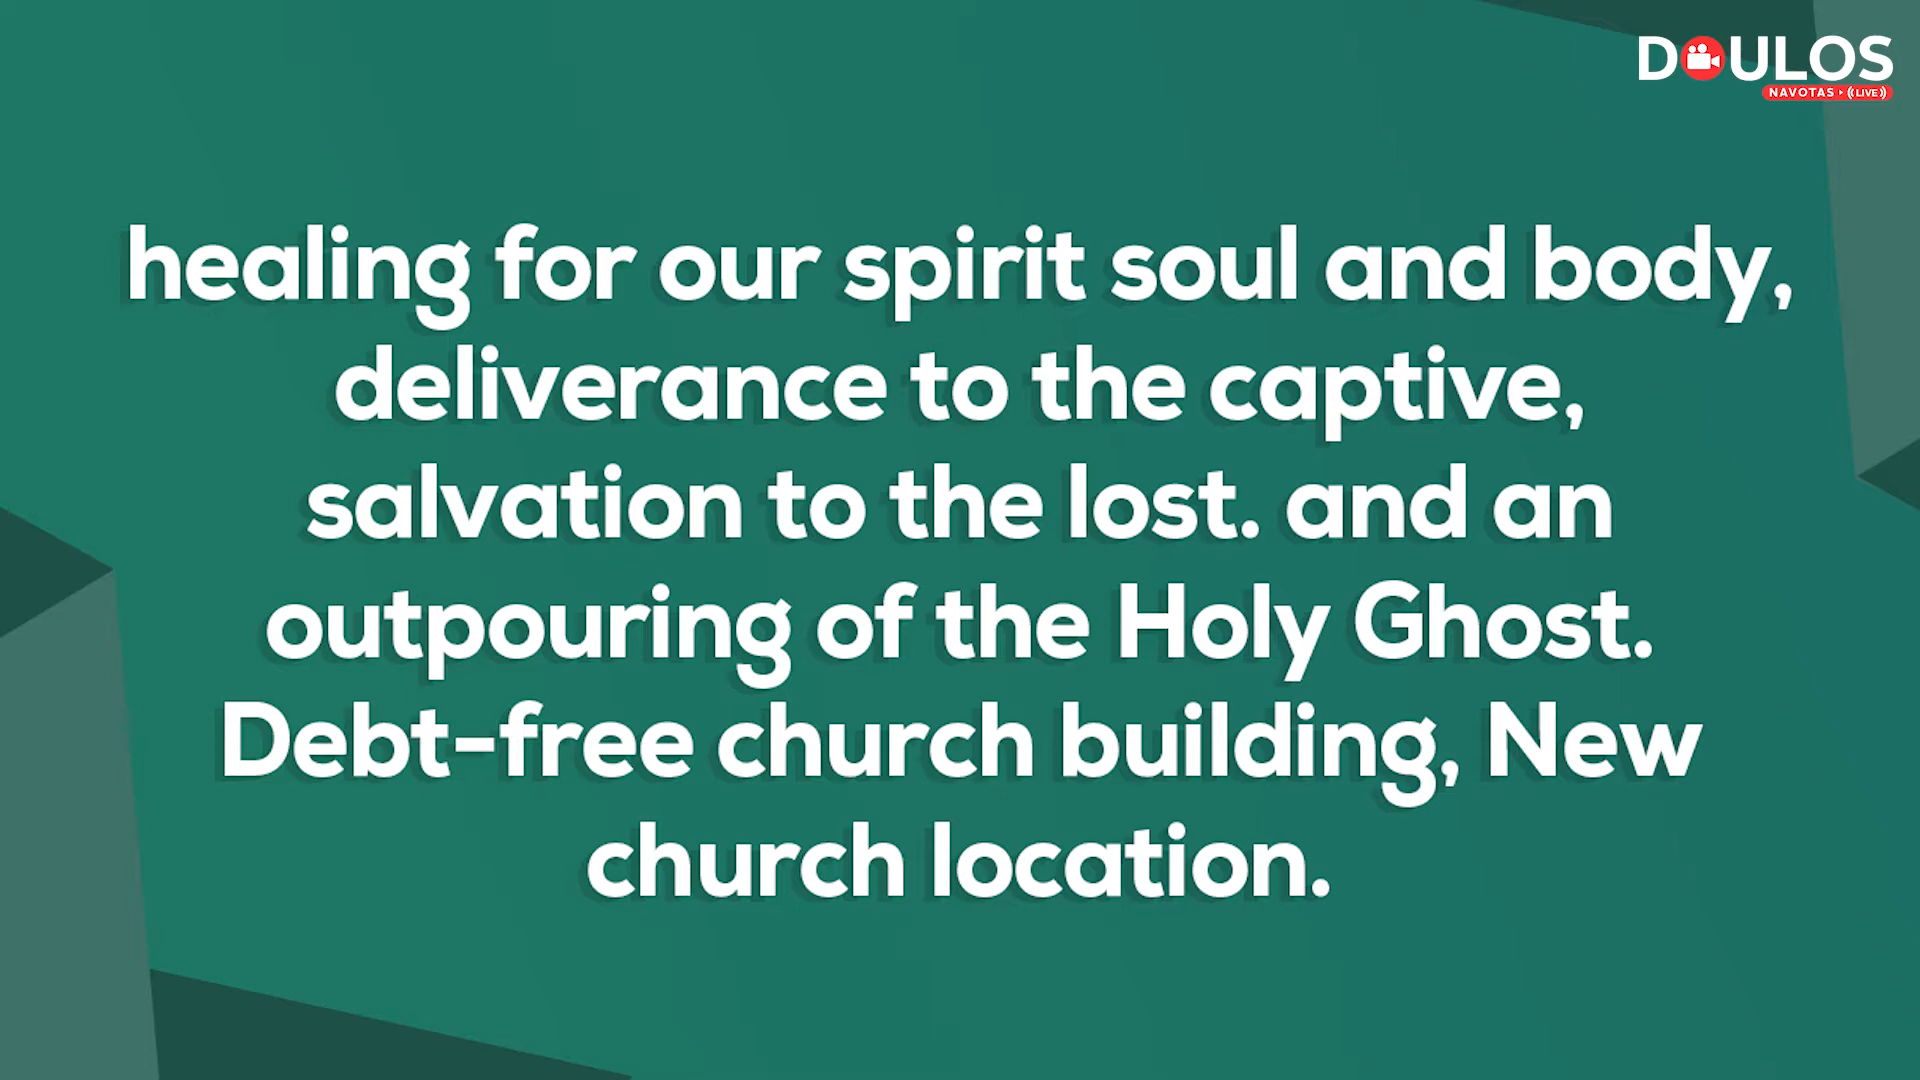 DOULOS
NAVOTAS • ((LIVE))
healing for our spirit soul and body,
deliverance to the captive,
salvation to the lost. and an
outpouring of the Holy Ghost.
Debt-free church building, New
church location.